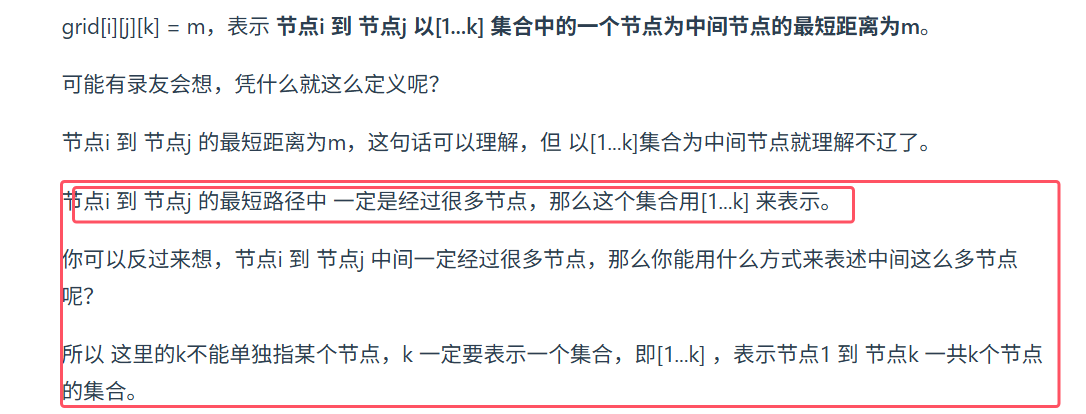 grid[i][j][k] = m，表示 节点i 到 节点j 以[1...k] 集合中的一个节点为中间节点的最短距离为m。
可能有录友会想，凭什么就这么定义呢？
节点i 到 节点j 的最短距离为m，这句话可以理解，但 以[1...k]集合为中间节点就理解不辽了。
节点i 到 节点j 的最短路径中 一定是经过很多节点，那么这个集合用[1...k] 来表示。
你可以反过来想，节点i 到 节点j 中间一定经过很多节点，那么你能用什么方式来表述中间这么多节点
呢？
所以 这里的k不能单独指某个节点，k 一定要表示一个集合，即[1...k] ，表示节点1 到 节点k 一共k个节点
的集合。